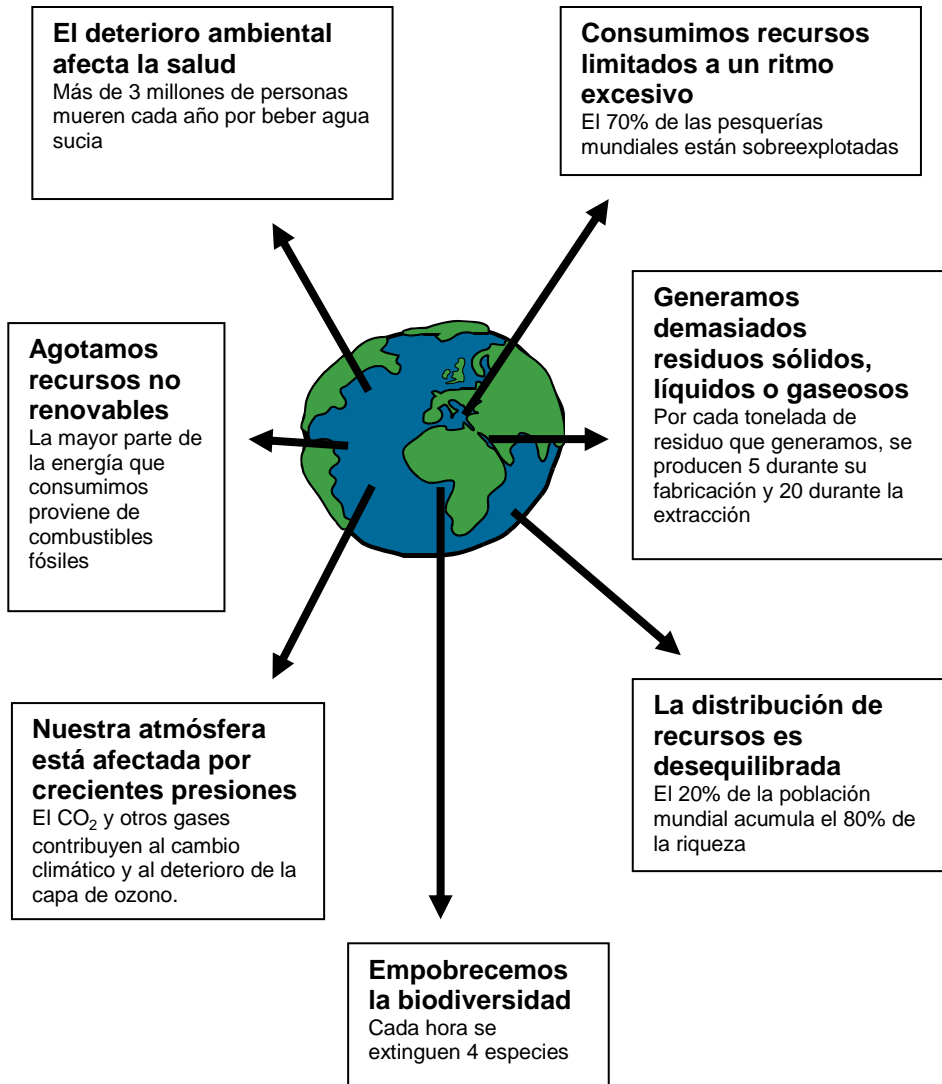 El deterioro ambiental
afecta la salud
Más de 3 millones de personas
mueren cada año por beber agua
sucia
Consumimos recursos
limitados a un ritmo
excesivo
El 70% de las pesquerías
mundiales están sobreexplotadas
Agotamos
recursos no
renovables
La mayor parte de
la energía que
consumimos
proviene de
combustibles
fósiles
Generamos
demasiados
residuos sólidos,
líquidos o gaseosos
Por cada tonelada de
residuo que generamos, se
producen 5 durante su
fabricación y 20 durante la
extracción
Nuestra atmósfera
está afectada por
crecientes presiones
El CO₂ y otros gases
contribuyen al cambio
climático y al deterioro de la
capa de ozono.
La distribución de
recursos es
desequilibrada
El 20% de la población
mundial acumula el 80% de
la riqueza
Empobrecemos
la biodiversidad
Cada hora se
extinguen 4 especies